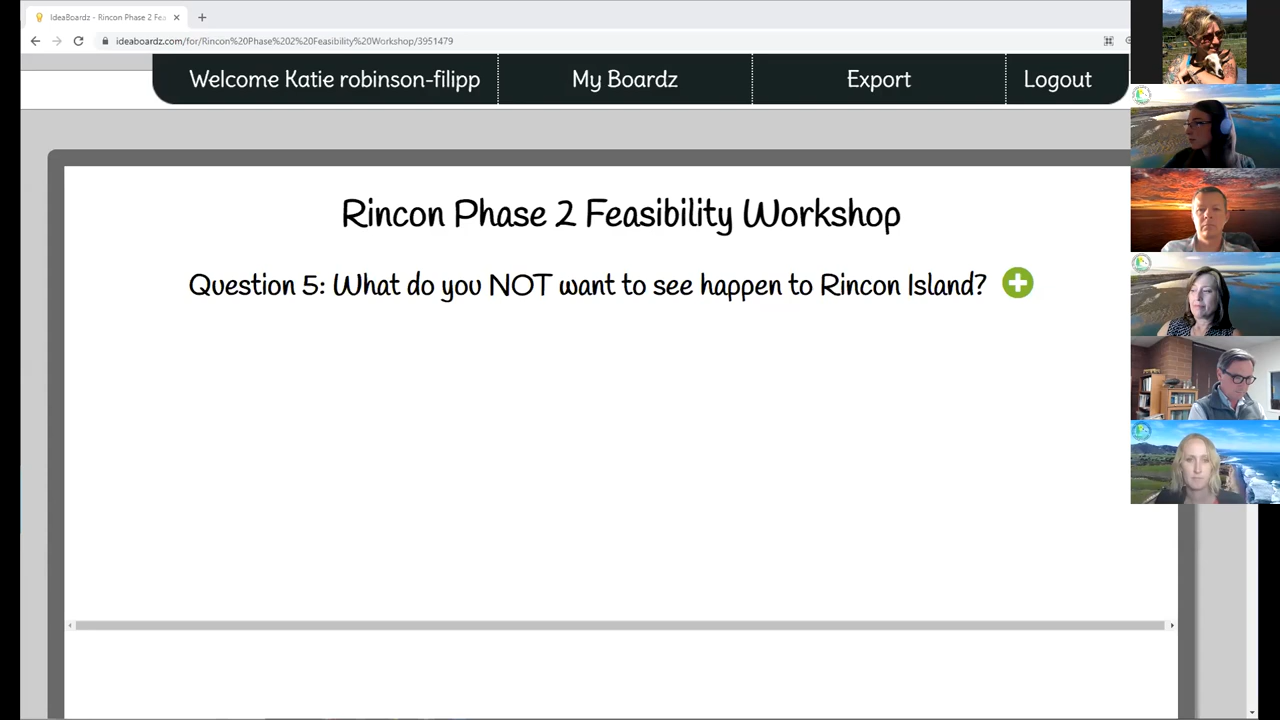 IdeaBoardz - Rincon Phase 2 Fea
ideaboardz.com/for/Rincon%20Phase%202%20Feasibility%20Workshop/3951479
Welcome Katie robinson-filipp
My Boardz
Export
Logout
Rincon Phase 2 Feasibility Workshop
Question 5: What do you NOT want to see happen to Rincon Island?